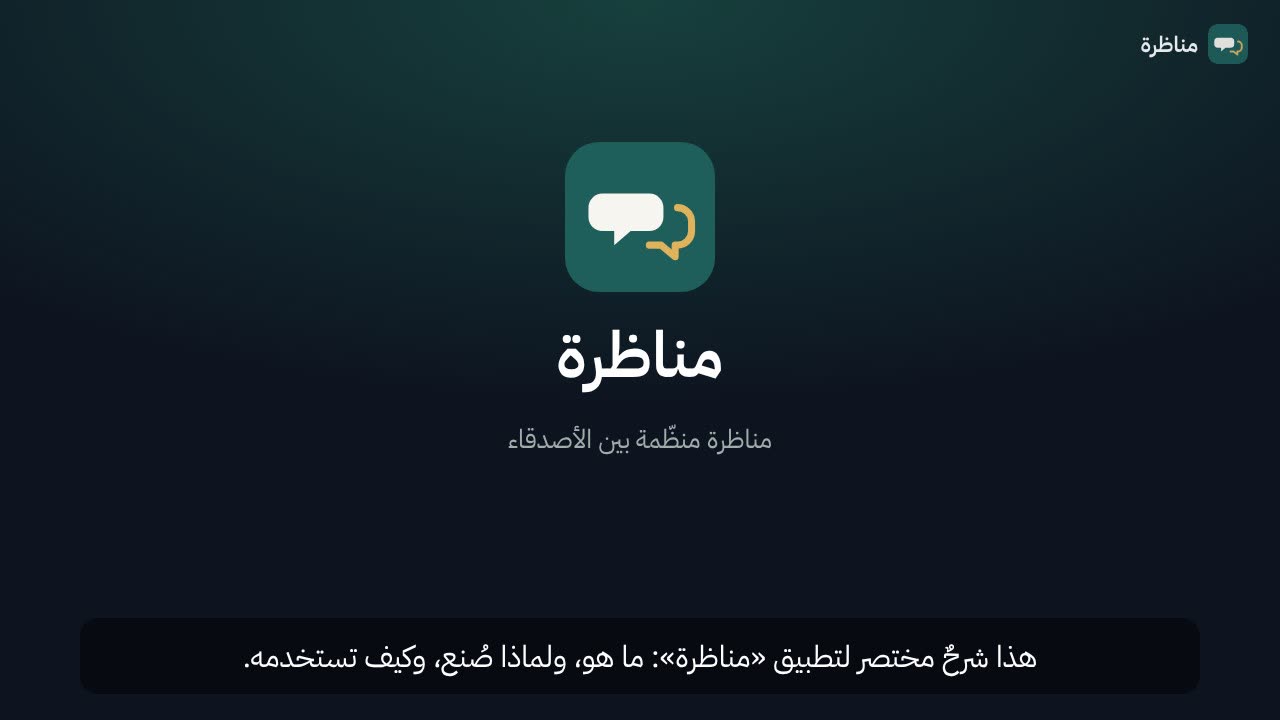 مناظرة
مناظرة
مناظرة منظّمة بين الأصدقاء
هذا شرحٌ مختصر لتطبيق «مناظرة»: ما هو، ولماذا صُنع، وكيف تستخدمه.